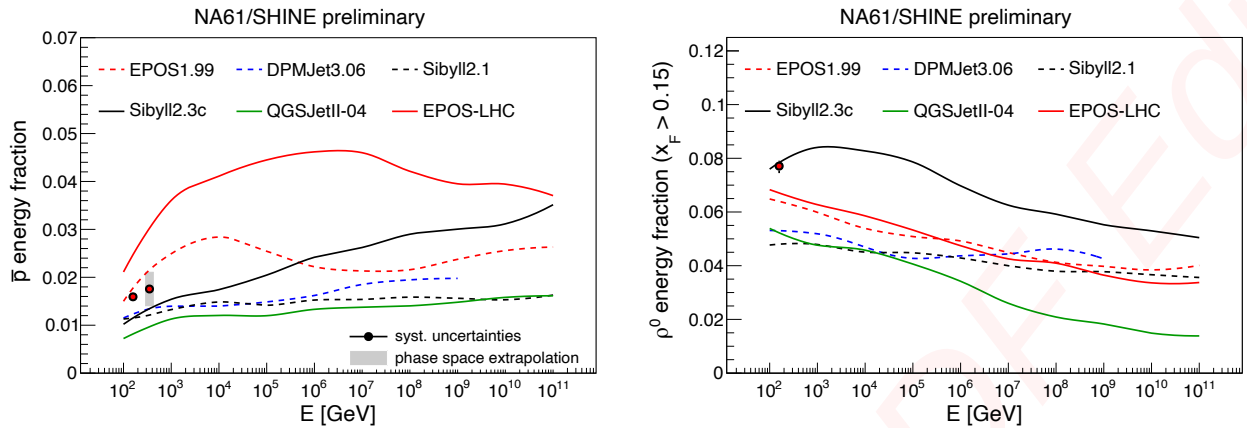 NA61/SHINE preliminary
p̅ energy fraction
0.07
0.06
0.05
0.04
0.03
0.02
0.01
0
EPOS1.99 DPMJet3.06 Sibyll2.1
Sibyll2.3c QGSJetII-04 EPOS-LHC
syst. uncertainties
phase space extrapolation
10² 10³ 10⁴ 10⁵ 10⁶ 10⁷ 10⁸ 10⁹ 10¹⁰ 10¹¹
E [GeV]
NA61/SHINE preliminary
ρ⁰ energy fraction (x_F > 0.15)
0.12
0.1
0.08
0.06
0.04
0.02
0
EPOS1.99 DPMJet3.06 Sibyll2.1
Sibyll2.3c QGSJetII-04 EPOS-LHC
10² 10³ 10⁴ 10⁵ 10⁶ 10⁷ 10⁸ 10⁹ 10¹⁰ 10¹¹
E [GeV]